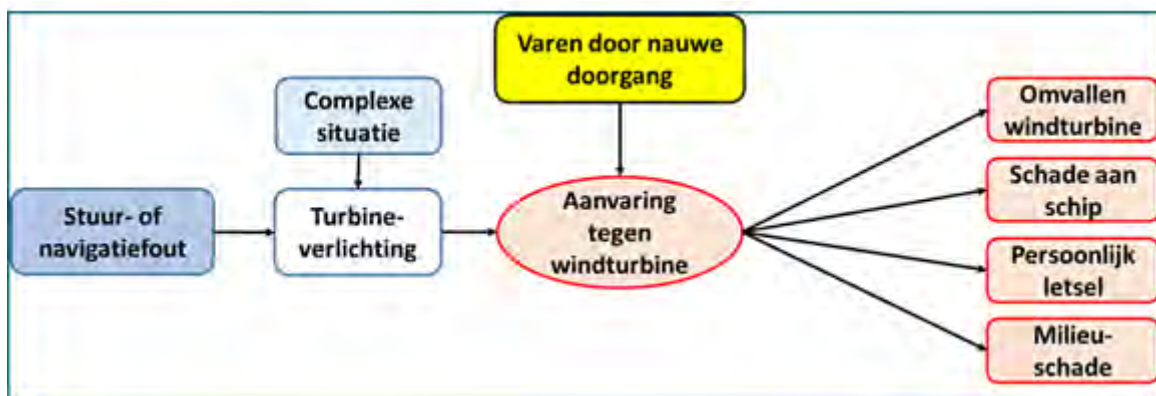 Varen door nauwe
doorgang
Complexe
situatie
Stuur- of
navigatiefout
Turbine-
verlichting
Aanvaring
tegen
windturbine
Omvallen
windturbine
Schade aan
schip
Persoonlijk
letsel
Milieu-
schade